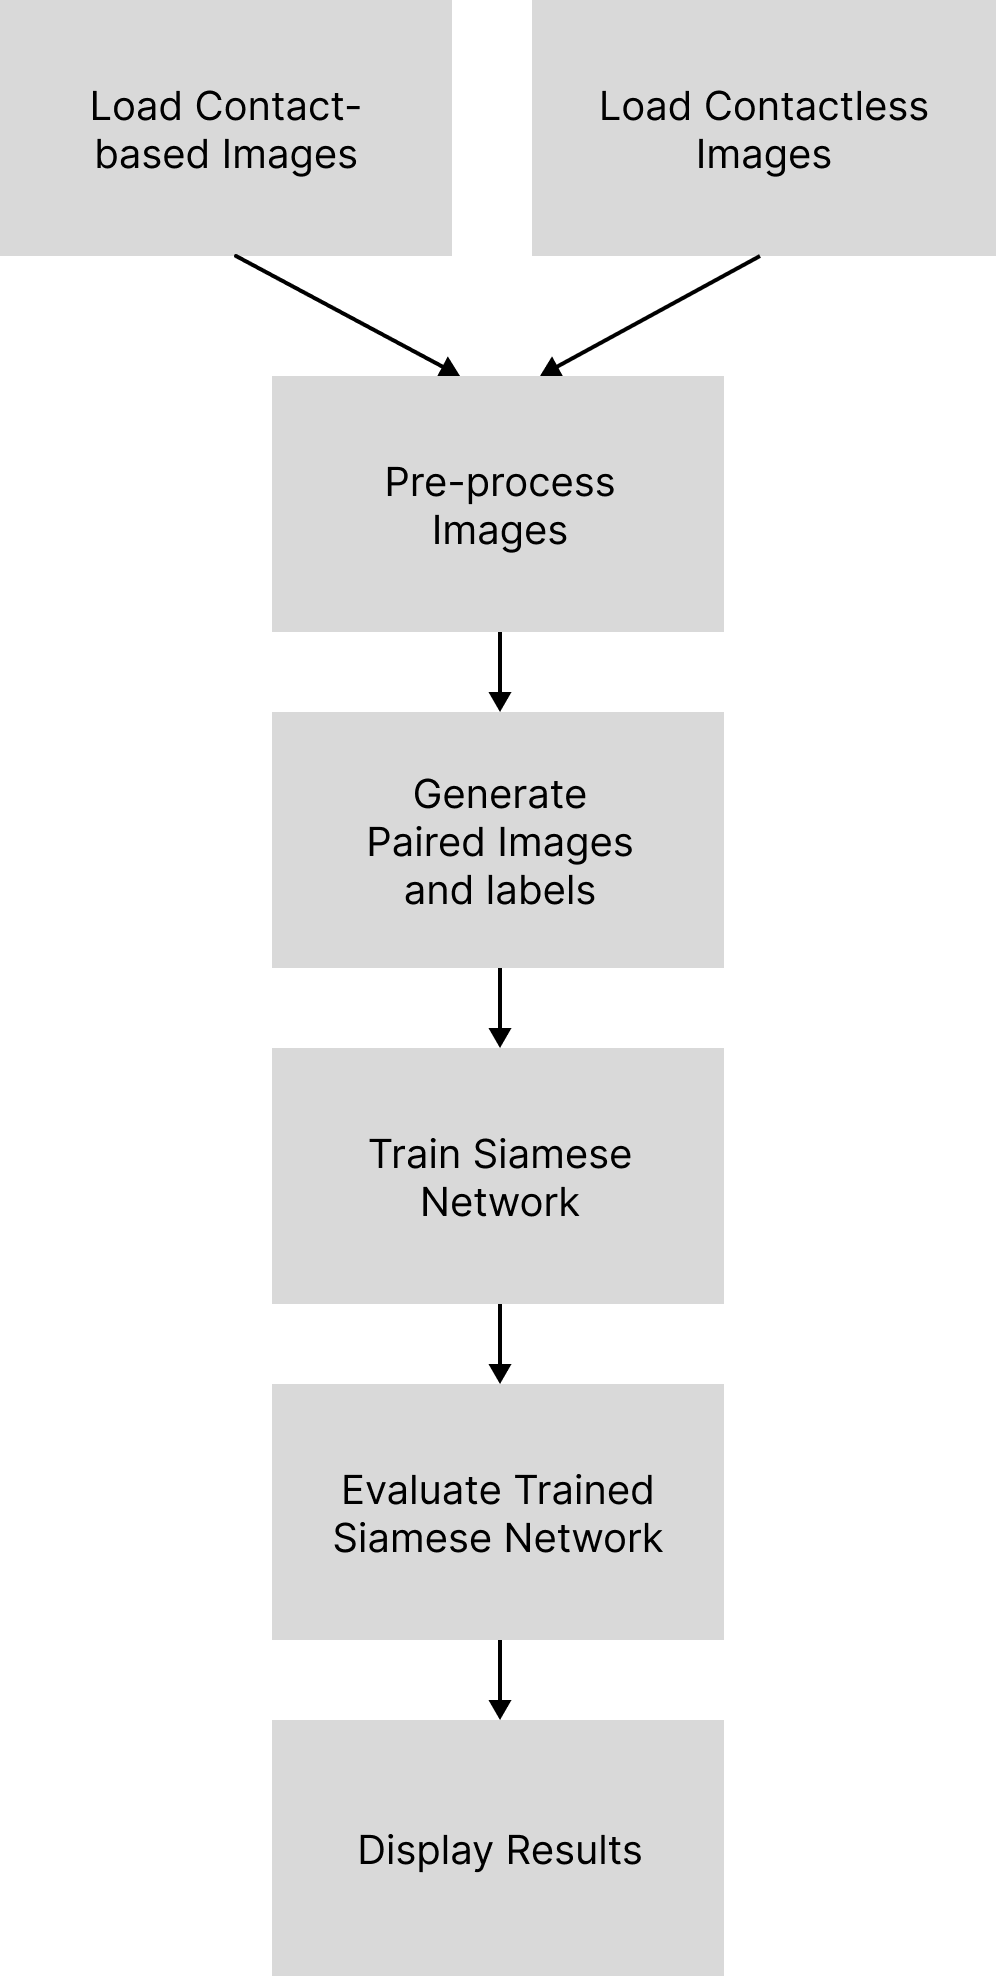 Load Contact-
based Images
Load Contactless
Images
Pre-process
Images
Generate
Paired Images
and labels
Train Siamese
Network
Evaluate Trained
Siamese Network
Display Results